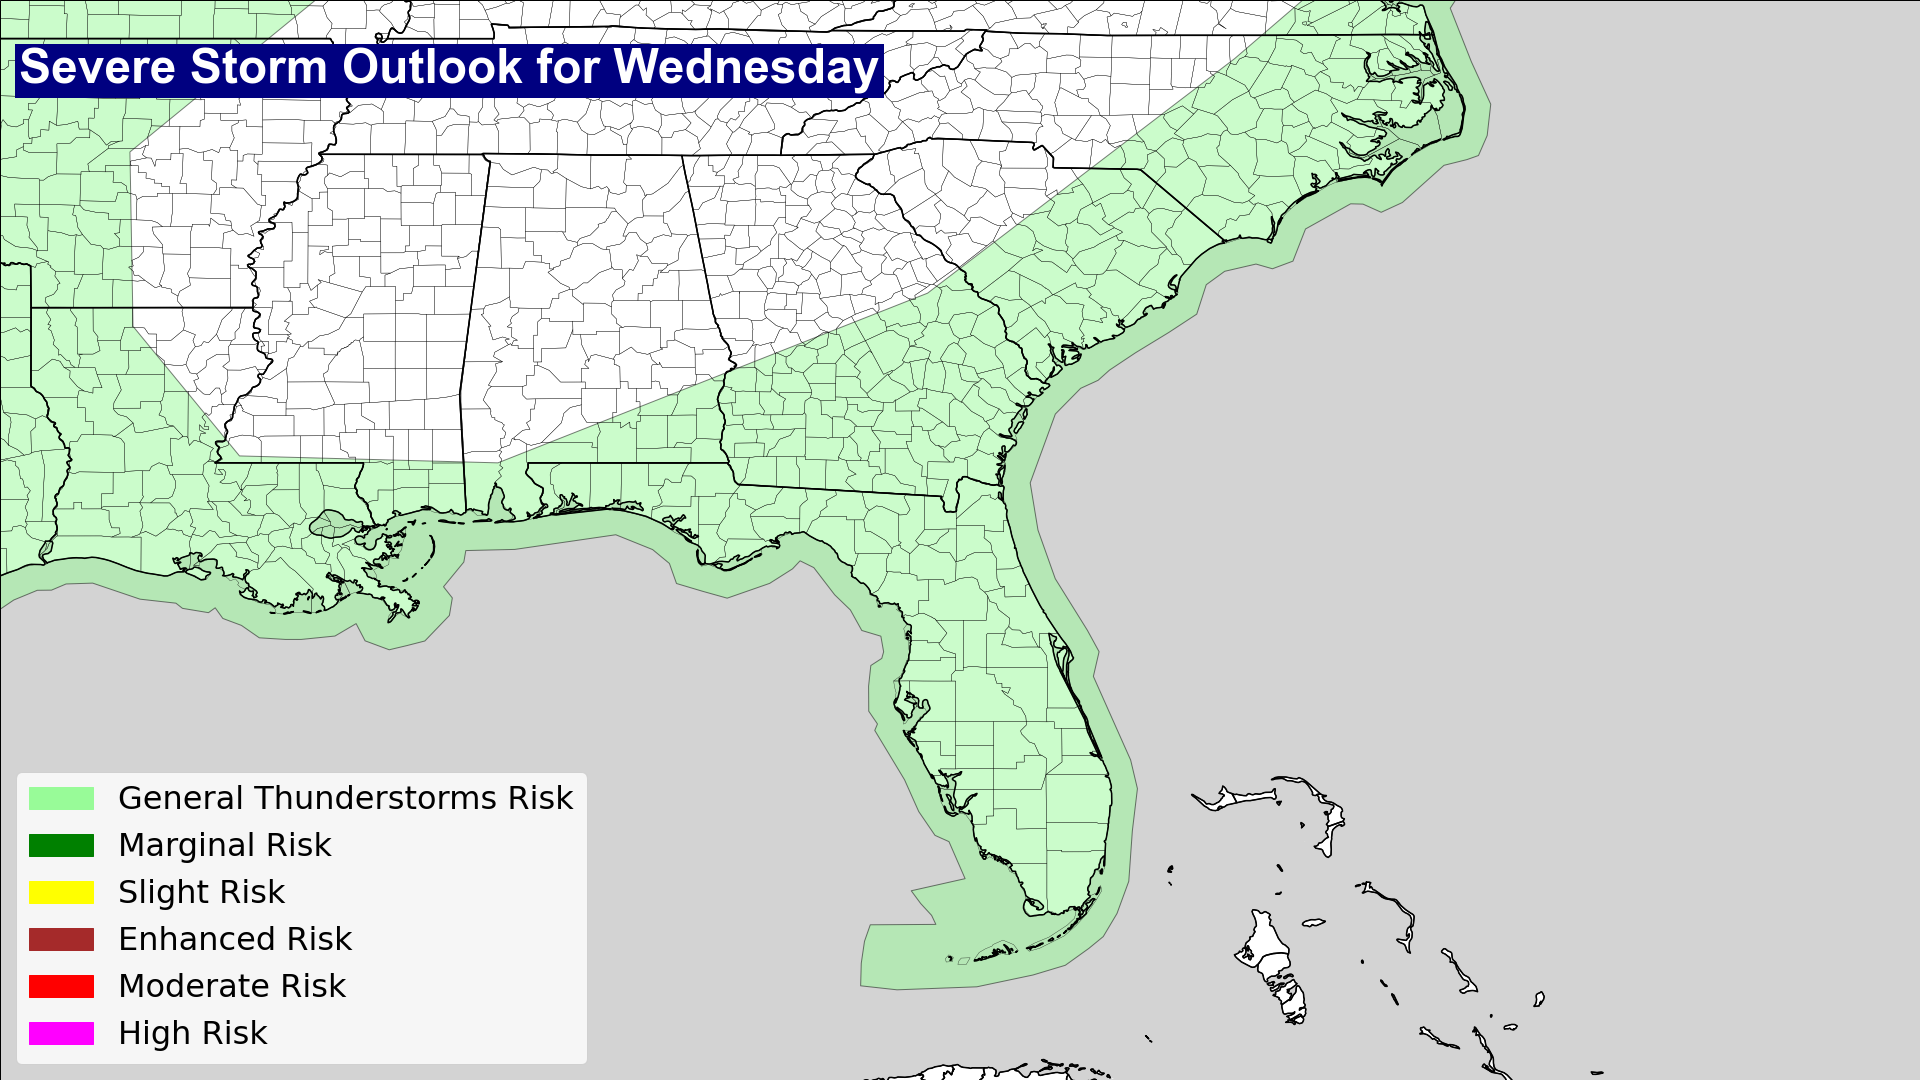 Severe Storm Outlook for Wednesday
General Thunderstorms Risk
Marginal Risk
Slight Risk
Enhanced Risk
Moderate Risk
High Risk